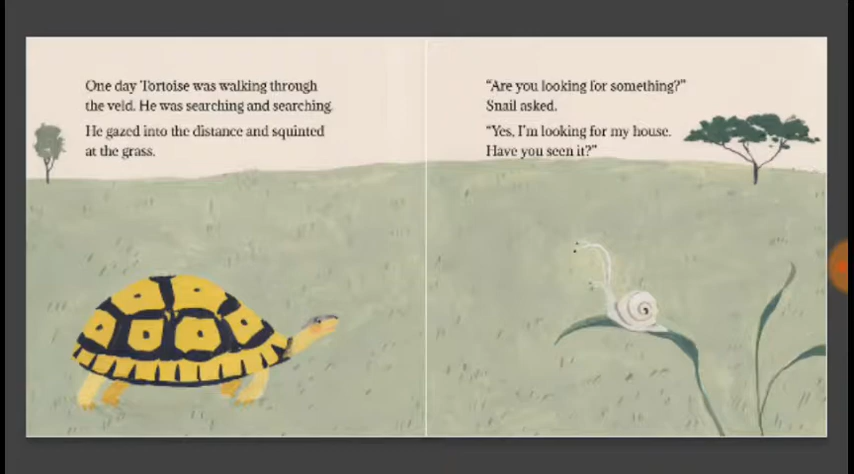 One day Tortoise was walking through
the veld. He was searching and searching.
He gazed into the distance and squinted
at the grass.
“Are you looking for something?”
Snail asked.
“Yes, I’m looking for my house.
Have you seen it?”